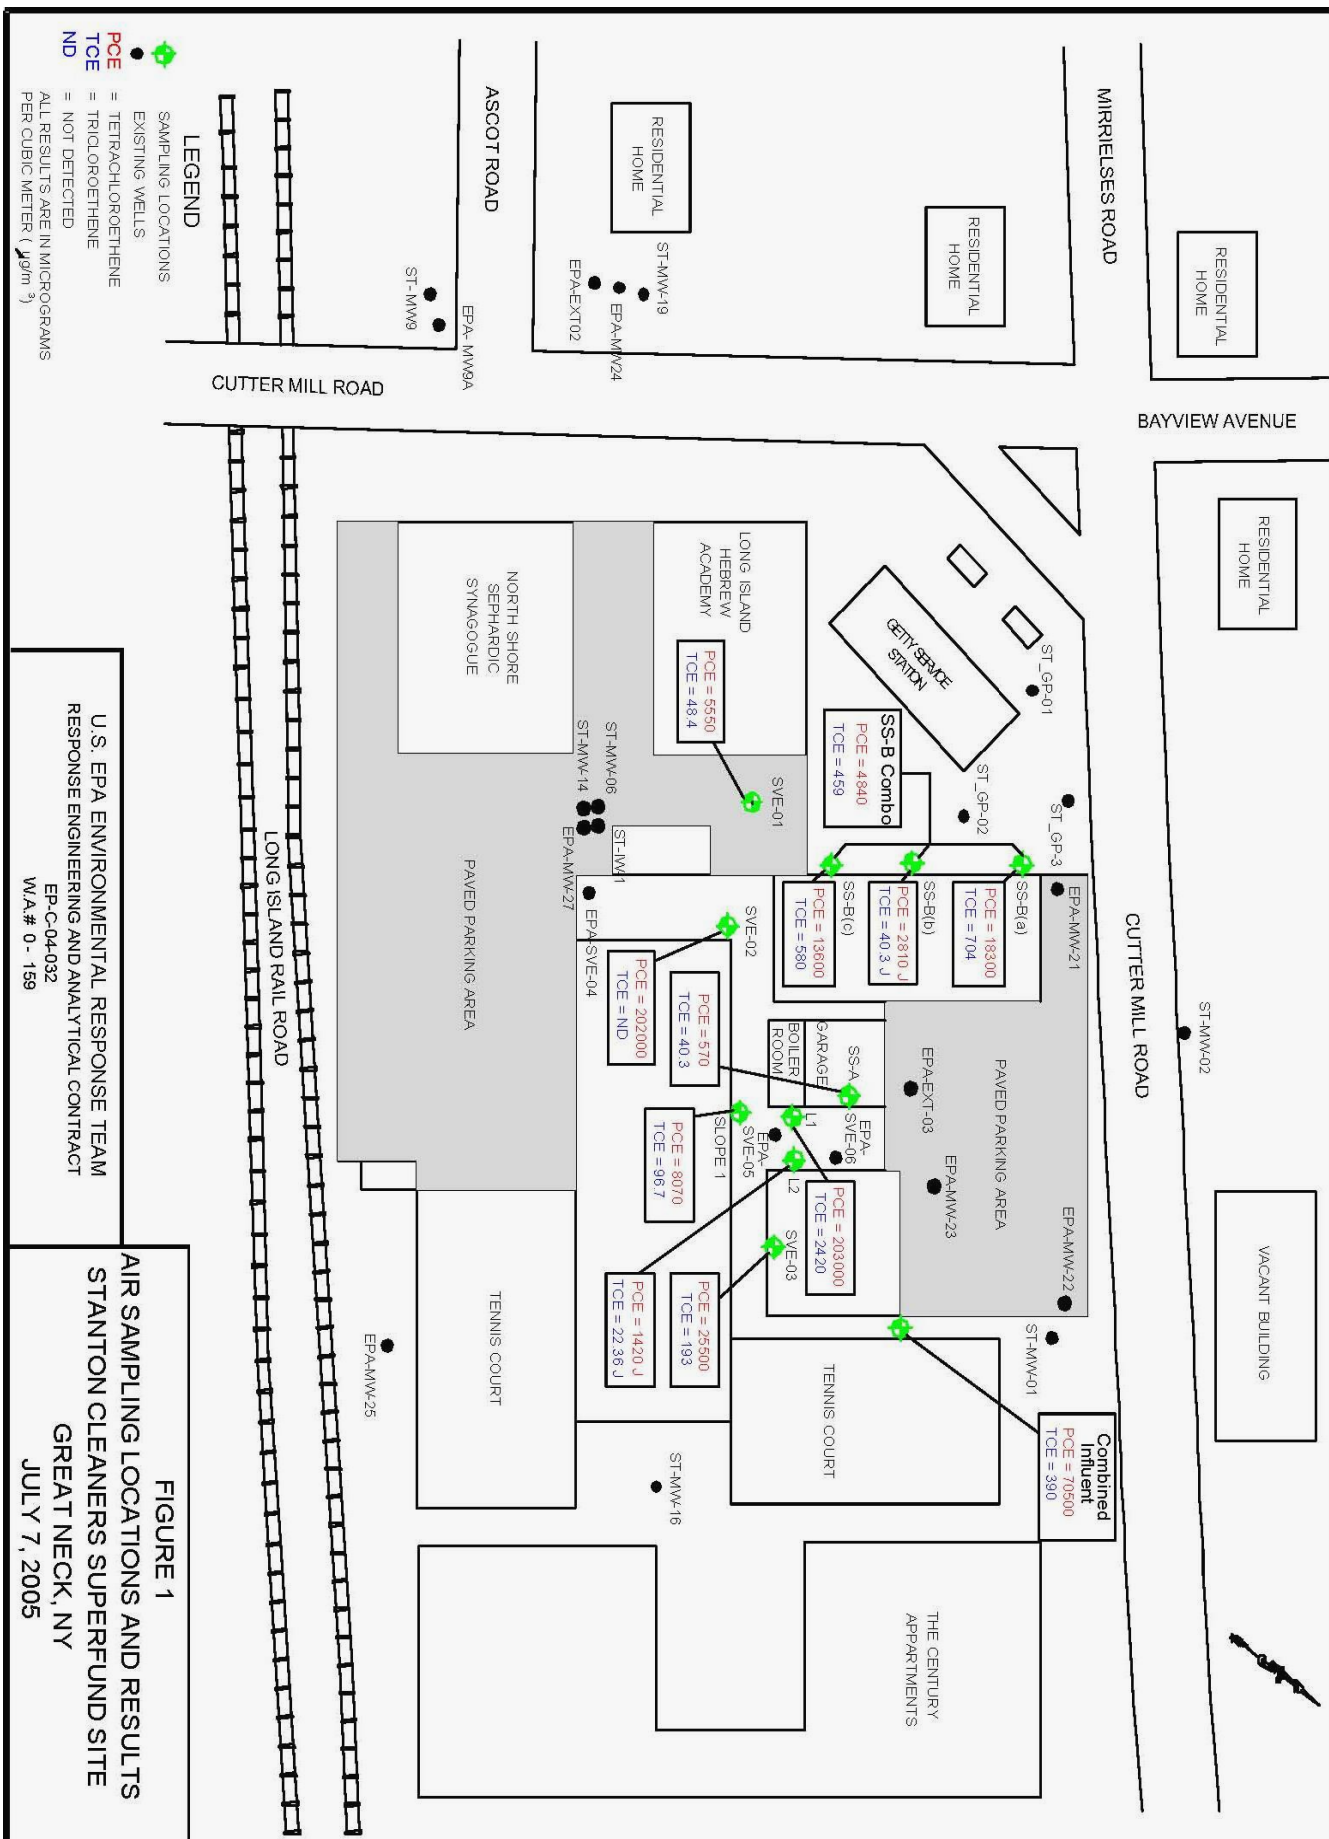 MIRRIELSES ROAD
RESIDENTIAL
HOME
RESIDENTIAL
HOME
RESIDENTIAL
HOME
ASCOT ROAD
ST-MW-19
EPA-MW24
EPA-EXT02
EPA- MW9A
ST- MW9
BAYVIEW AVENUE
CUTTER MILL ROAD
RESIDENTIAL
HOME
GETTY SERVICE
STATION
ST_GP-01
ST_GP-02
ST_GP-3
LONG ISLAND
HEBREW
ACADEMY
NORTH SHORE
SEPHARDIC
SYNAGOGUE
PCE = 5550
TCE = 48.4
SVE-01
SS-B Combo
PCE = 4840
TCE = 459
SS-B(a)
PCE = 18300
TCE = 704
SS-B(b)
PCE = 2810 J
TCE = 40.3 J
SS-B(c)
PCE = 13600
TCE = 580
ST-MW-06
ST-MW-14
ST-IW-1
EPA-MW-27
EPA-SVE-04
SVE-02
PCE = 202000
TCE = ND
PCE = 570
TCE = 40.3
EPA-MW-21
CUTTER MILL ROAD
ST-MW-02
PAVED PARKING AREA
EPA-EXT-03
EPA-MW-23
EPA-MW-22
SS-A
GARAGE
BOILER
ROOM
EPA-
SVE-06
L1
L2
EPA-
SVE-05
SLOPE 1
PCE = 8070
TCE = 96.7
PCE = 203000
TCE = 2420
SVE-03
PCE = 25500
TCE = 193
PCE = 1420 J
TCE = 22.36 J
PAVED PARKING AREA
VACANT BUILDING
ST-MW-01
Combined
Influent
PCE = 70500
TCE = 390
TENNIS COURT
TENNIS COURT
EPA-MW-25
ST-MW-16
THE CENTURY
APPARTMENTS
LONG ISLAND RAIL ROAD
LEGEND
SAMPLING LOCATIONS
EXISTING WELLS
PCE = TETRACHLOROETHENE
TCE = TRICLOROETHENE
ND = NOT DETECTED
ALL RESULTS ARE IN MICROGRAMS
PER CUBIC METER ( µg/m ³)
U.S. EPA ENVIRONMENTAL RESPONSE TEAM
RESPONSE ENGINEERING AND ANALYTICAL CONTRACT
EP-C-04-032
W.A.# 0- 159
FIGURE 1
AIR SAMPLING LOCATIONS AND RESULTS
STANTON CLEANERS SUPERFUND SITE
GREAT NECK, NY
JULY 7, 2005